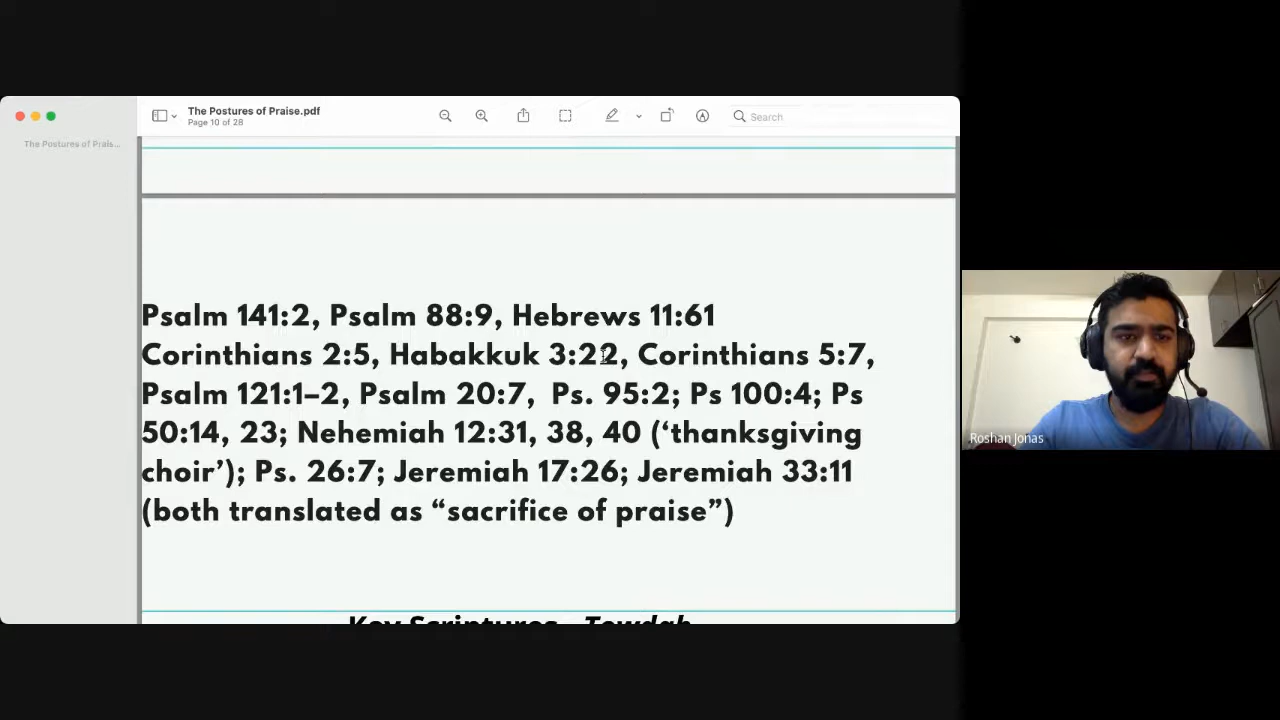 The Postures of Praise.pdf
Page 10 of 28
Search
The Postures of Prais...
Psalm 141:2, Psalm 88:9, Hebrews 11:61
Corinthians 2:5, Habakkuk 3:22, Corinthians 5:7,
Psalm 121:1–2, Psalm 20:7, Ps. 95:2; Ps 100:4; Ps
50:14, 23; Nehemiah 12:31, 38, 40 (‘thanksgiving
choir’); Ps. 26:7; Jeremiah 17:26; Jeremiah 33:11
(both translated as “sacrifice of praise”)
Key Scriptures - Towdah
Roshan Jonas